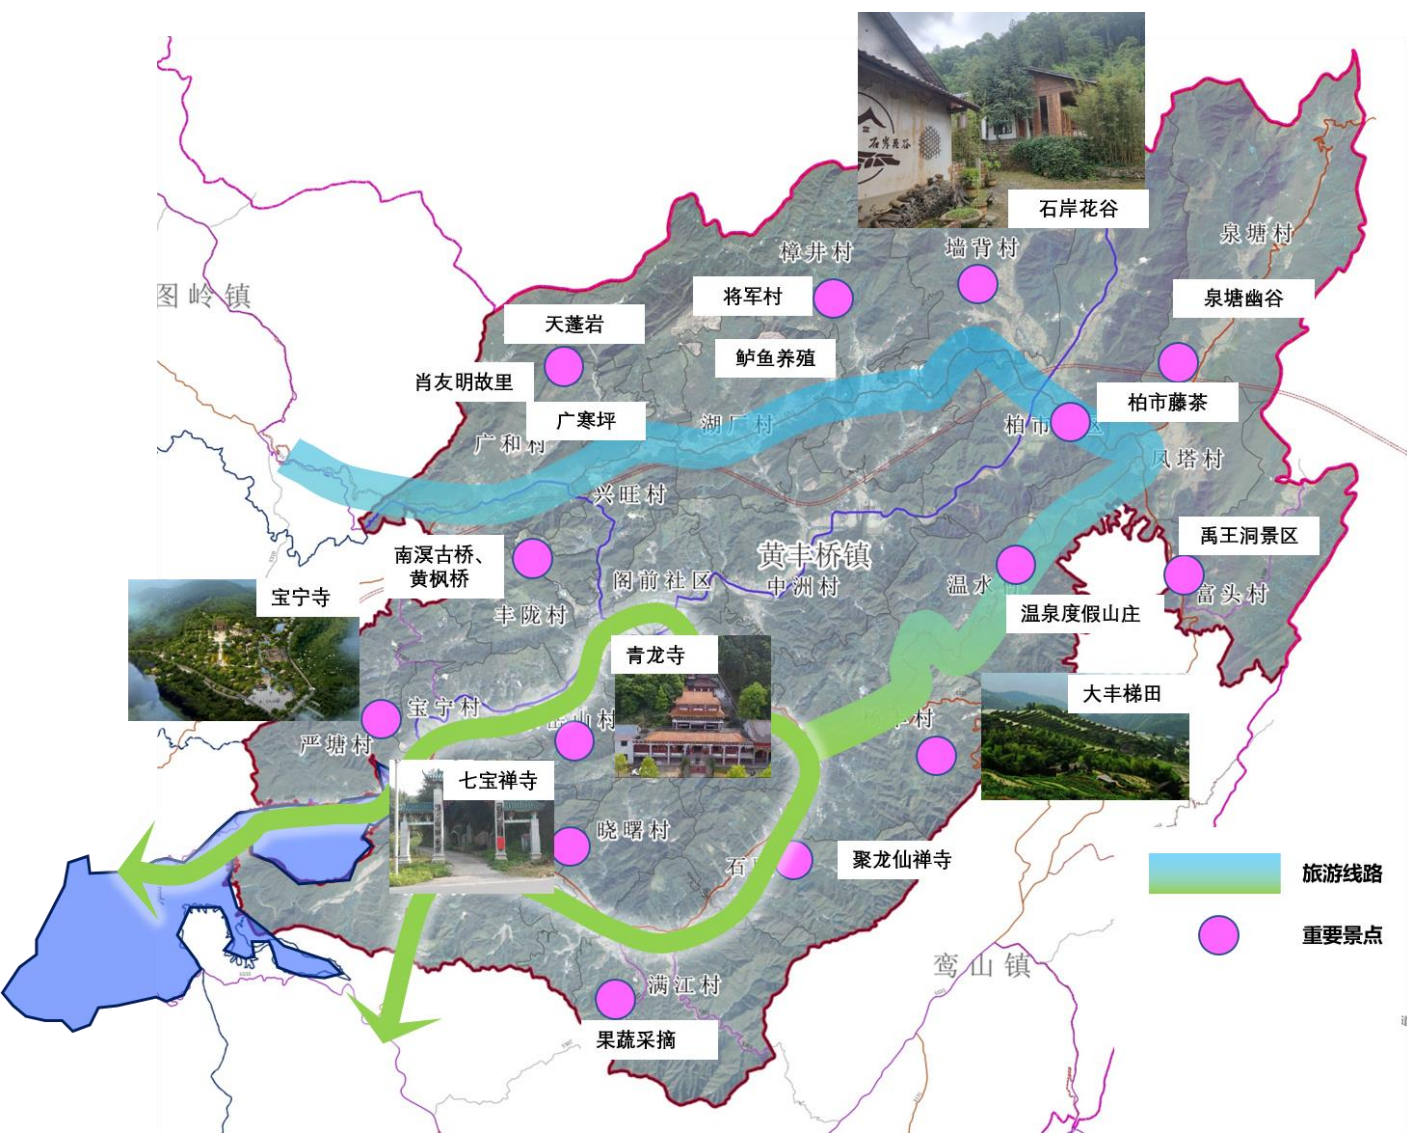 石岸花谷
石岸花谷
泉塘村
墙背村
樟井村
将军村
泉塘幽谷
图岭镇
天蓬岩
鲈鱼养殖
肖友明故里
柏市藤茶
广寒坪
湖厂村
广和村
凤塔村
兴旺村
禹王洞景区
南溟古桥、
黄枫桥
黄丰桥镇
阁前社区
申洲村
温水
富头村
宝宁寺
丰陇村
温泉度假山庄
青龙寺
大丰梯田
宝宁村
严塘村
七宝禅寺
晓曙村
聚龙仙禅寺
旅游线路
重要景点
鸾山镇
满江村
果蔬采摘